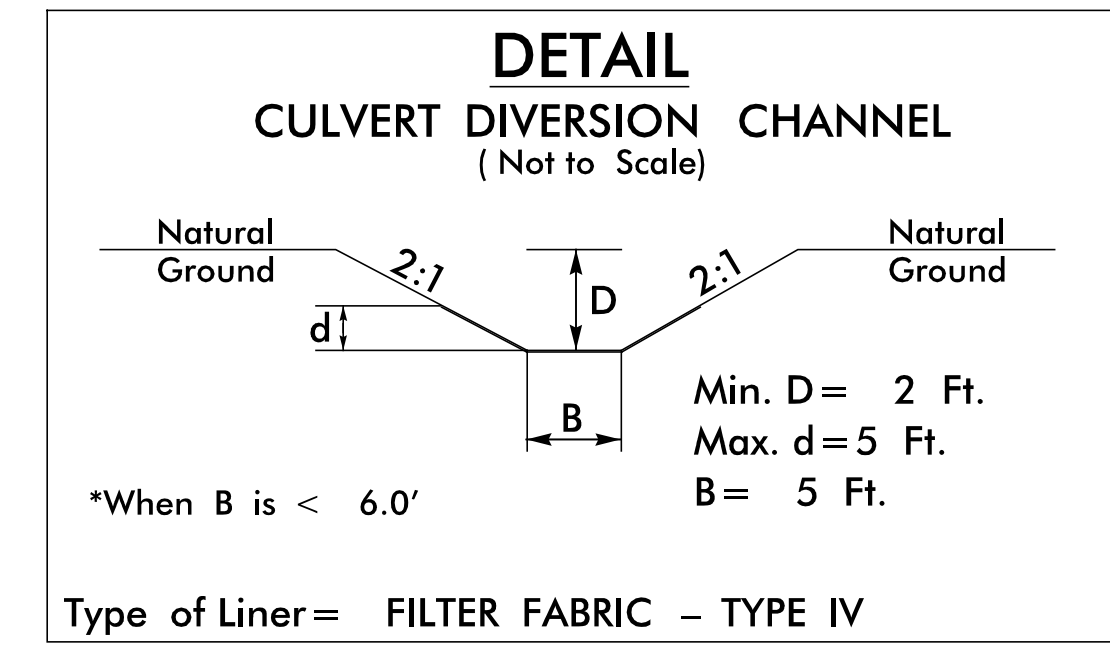 DETAIL
CULVERT DIVERSION CHANNEL
( Not to Scale)
Natural
Ground
2:1
2:1
Natural
Ground
D
d
B
Min. D= 2 Ft.
Max. d=5 Ft.
B= 5 Ft.
*When B is < 6.0'
Type of Liner= FILTER FABRIC – TYPE IV